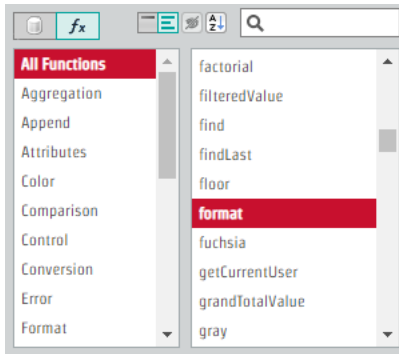 fx
A
Z
All Functions
Aggregation
Append
Attributes
Color
Comparison
Control
Conversion
Error
Format
factorial
filteredValue
find
findLast
floor
format
fuchsia
getCurrentUser
grandTotalValue
gray